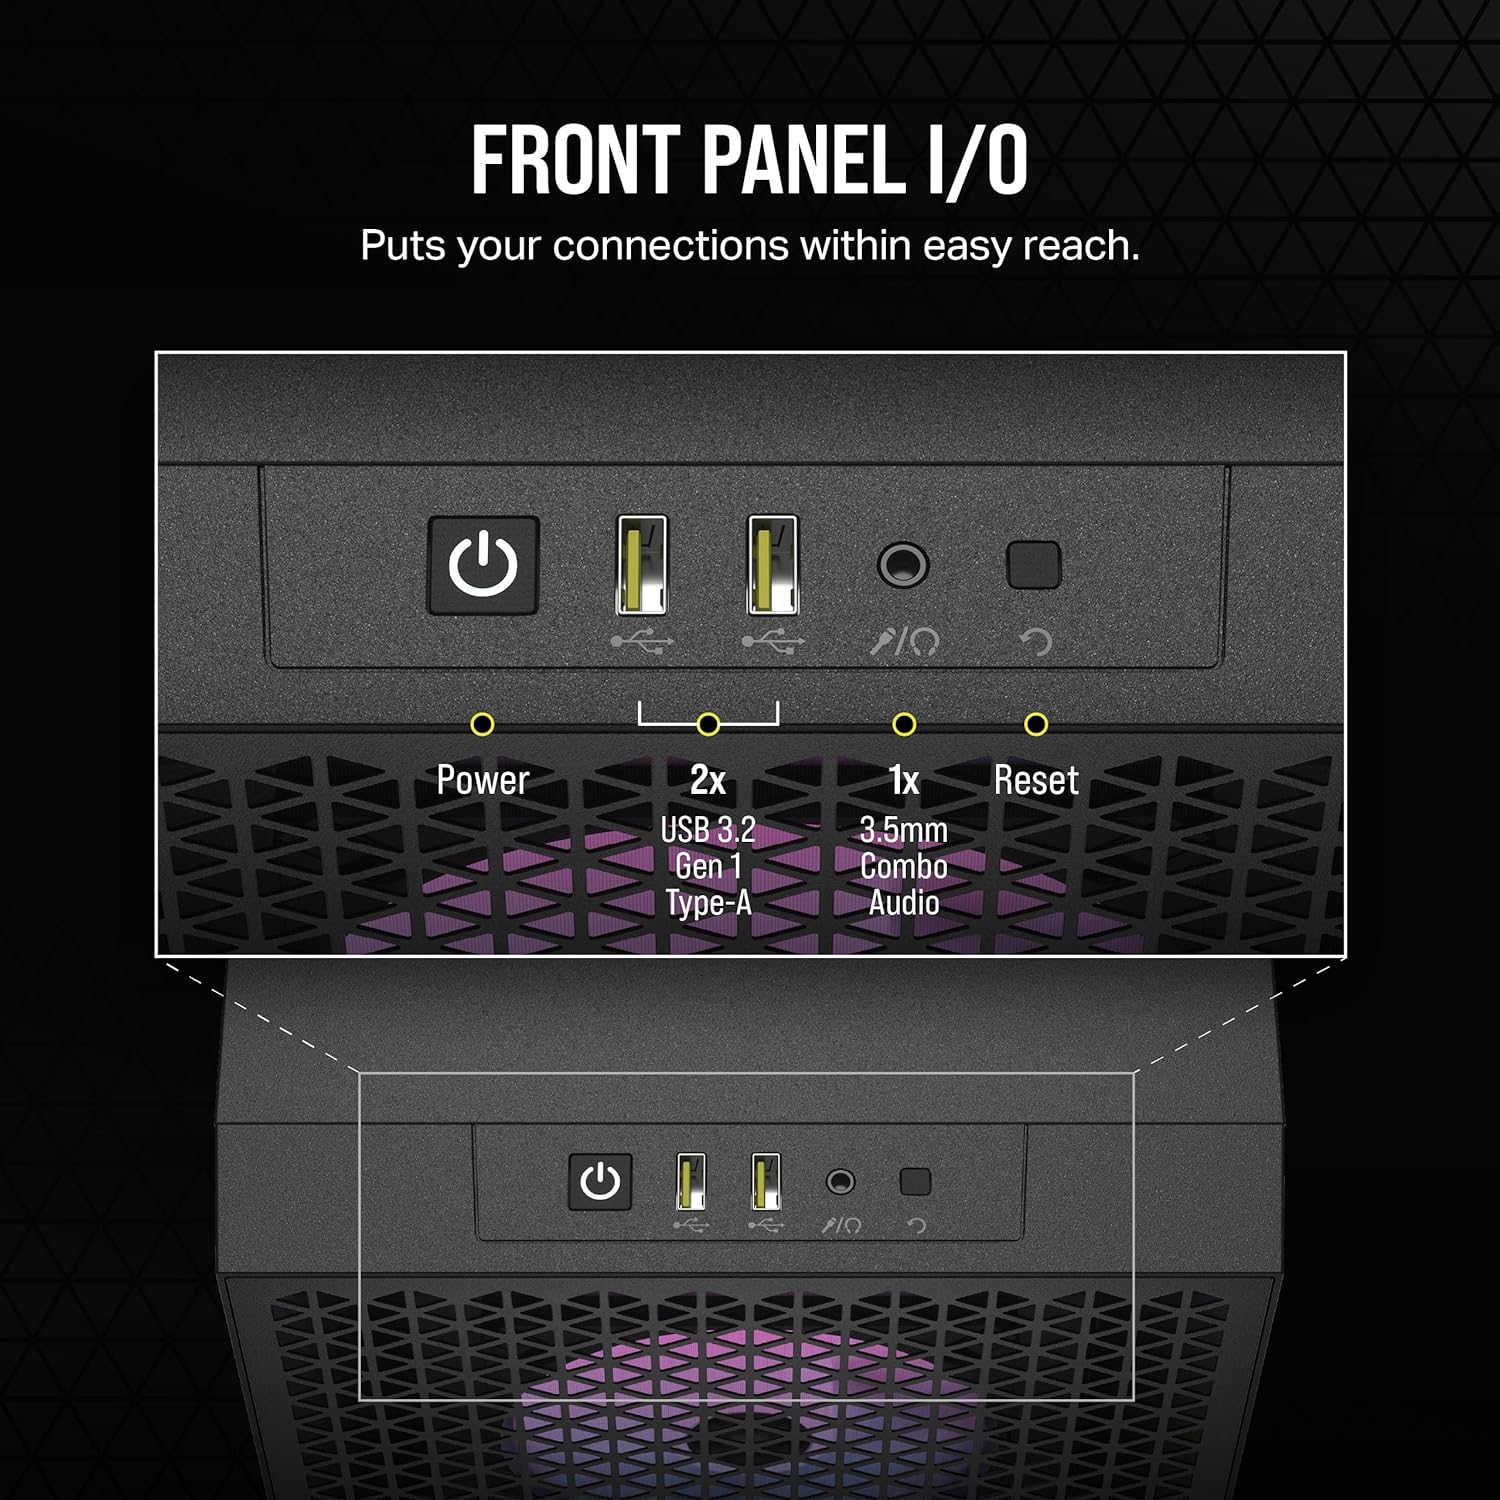 FRONT PANEL I/O
Puts your connections within easy reach.
Power
2x
USB 3.2
Gen 1
Type-A
1x
3.5mm
Combo
Audio
Reset